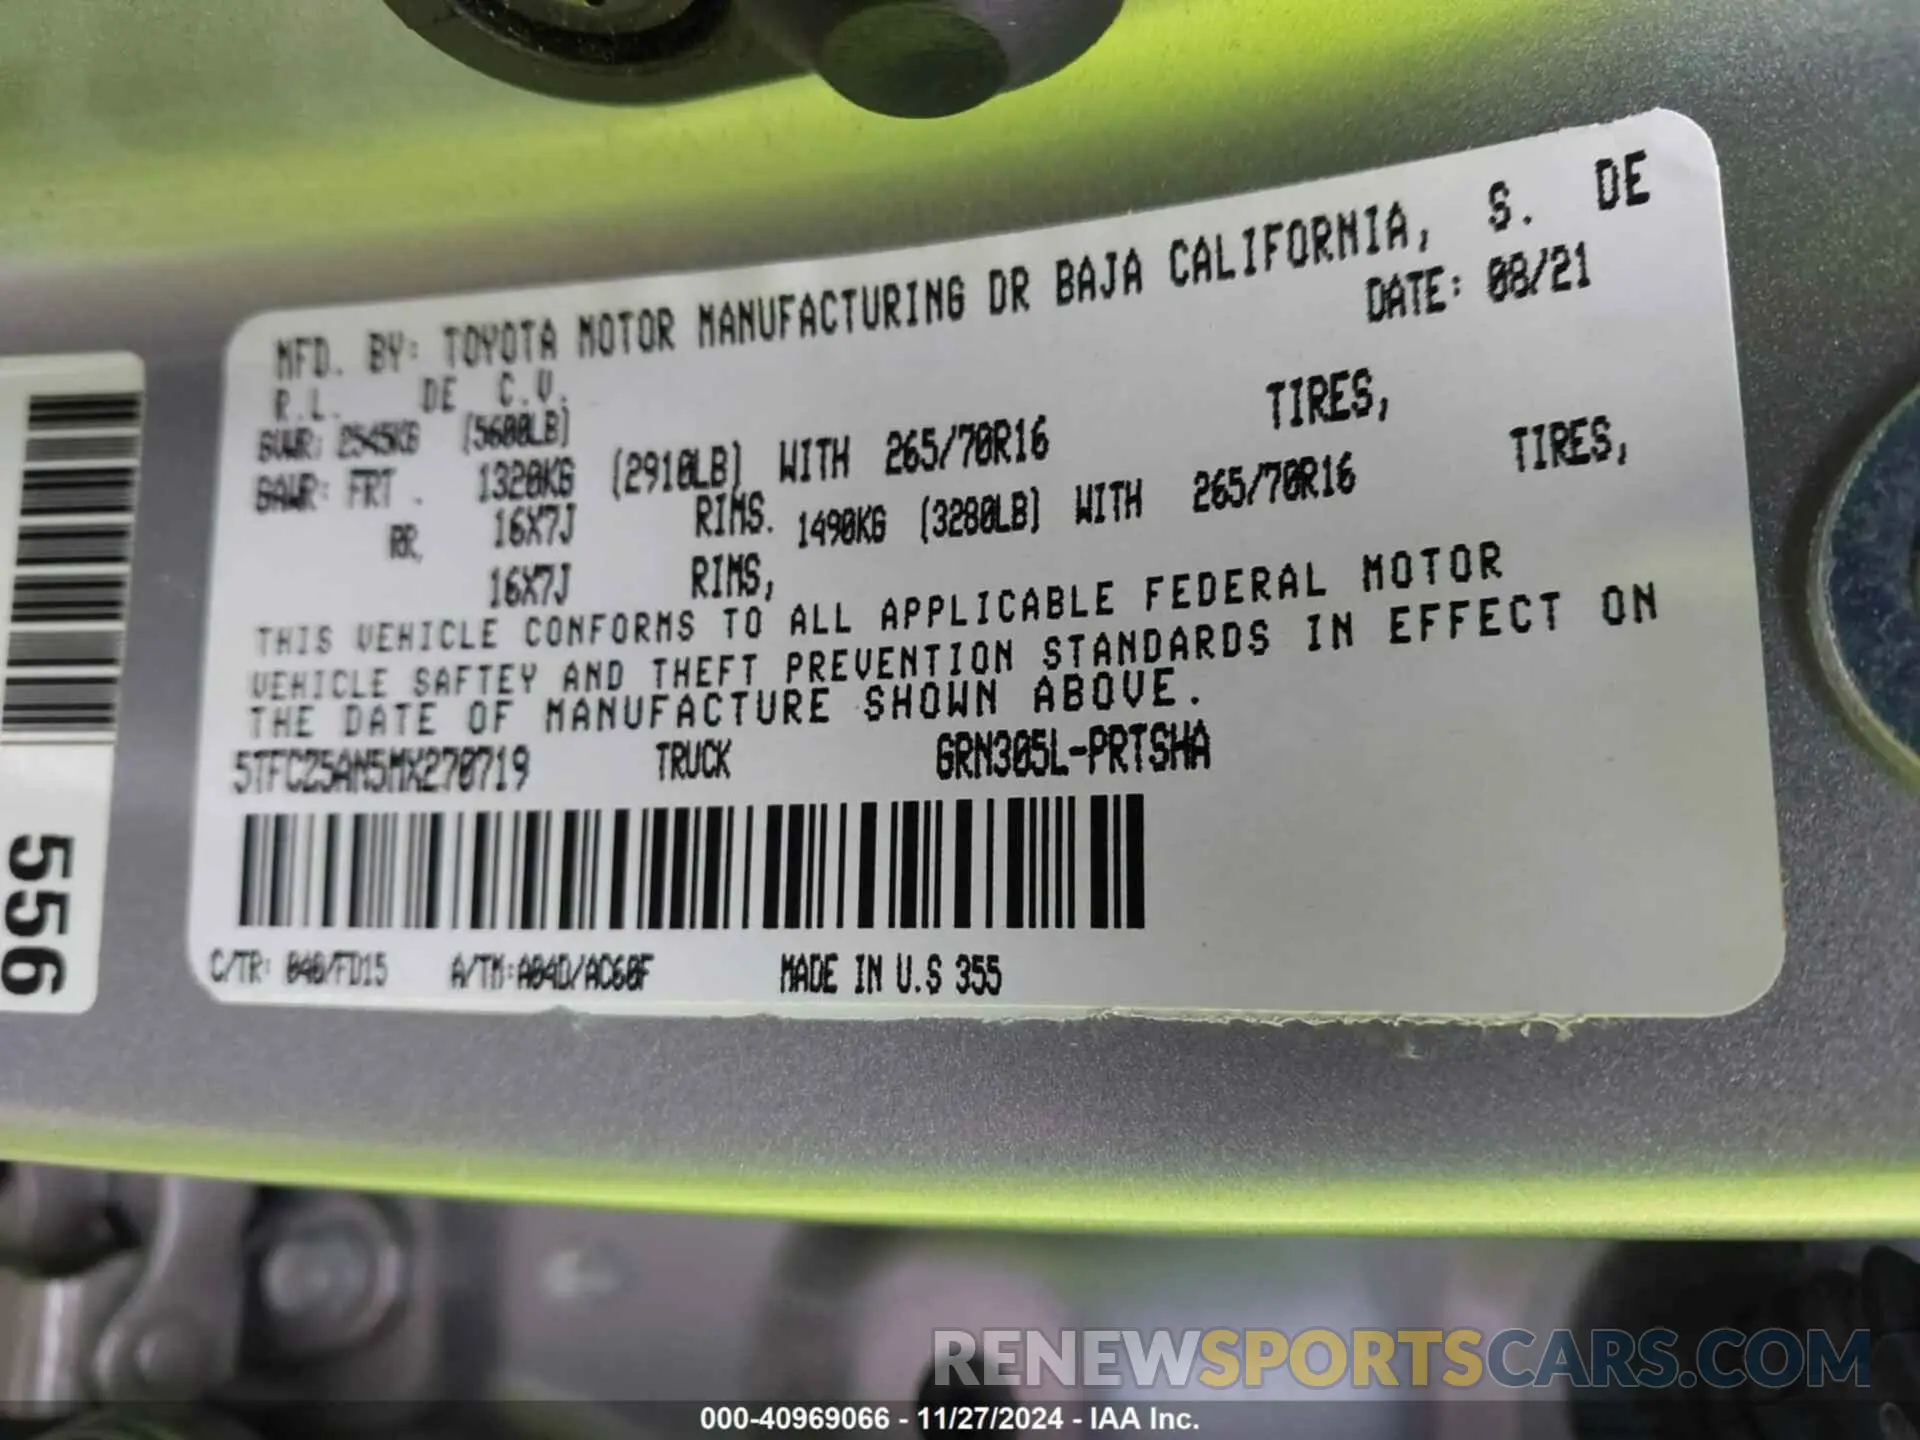 MFD. BY: TOYOTA MOTOR MANUFACTURING DR BAJA CALIFORNIA, S. DE
R.L. DE C.V. DATE: 08/21
GVWR: 2545KG (5600LB)
GAWR: FRT. 1320KG (2910LB) WITH 265/70R16 TIRES,
16X7J RIMS.
RR, 1490KG (3280LB) WITH 265/70R16 TIRES,
16X7J RIMS,
THIS VEHICLE CONFORMS TO ALL APPLICABLE FEDERAL MOTOR
VEHICLE SAFTEY AND THEFT PREVENTION STANDARDS IN EFFECT ON
THE DATE OF MANUFACTURE SHOWN ABOVE.
5TFCZ5AN5MX270719 TRUCK GRN305L-PRTSHA
C/TR: 040/FD15 A/TM:A04D/AC60F MADE IN U.S 355
556
RENEWSPORTSCARS.COM
000-40969066 - 11/27/2024 - IAA Inc.